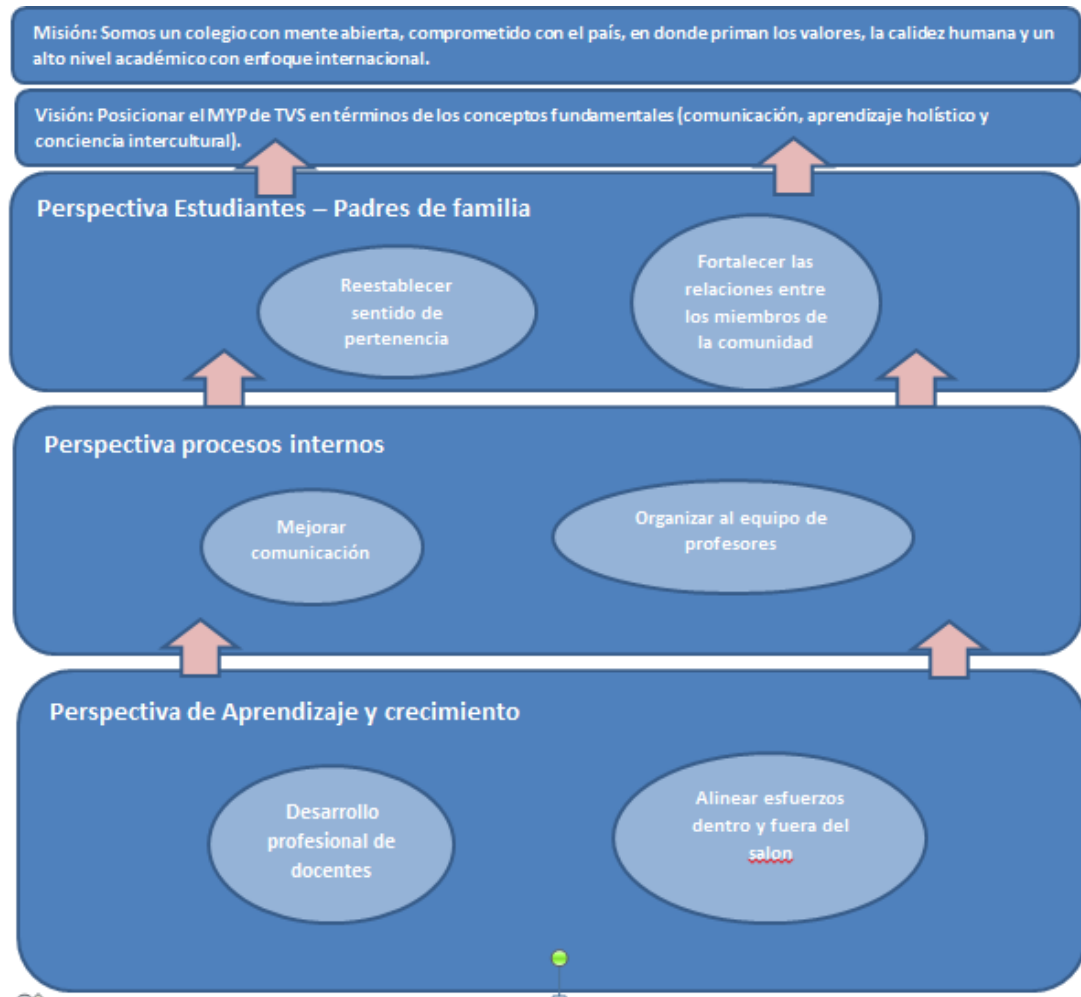 Misión: Somos un colegio con mente abierta, comprometido con el país, en donde priman los valores, la calidez humana y un
alto nivel académico con enfoque internacional.
Visión: Posicionar el MYP de TVS en términos de los conceptos fundamentales (comunicación, aprendizaje holístico y
conciencia intercultural).
Perspectiva Estudiantes – Padres de familia
Reestablecer
sentido de
pertenencia
Fortalecer las
relaciones entre
los miembros de
la comunidad
Perspectiva procesos internos
Mejorar
comunicación
Organizar al equipo de
profesores
Perspectiva de Aprendizaje y crecimiento
Desarrollo
profesional de
docentes
Alinear esfuerzos
dentro y fuera del
salon